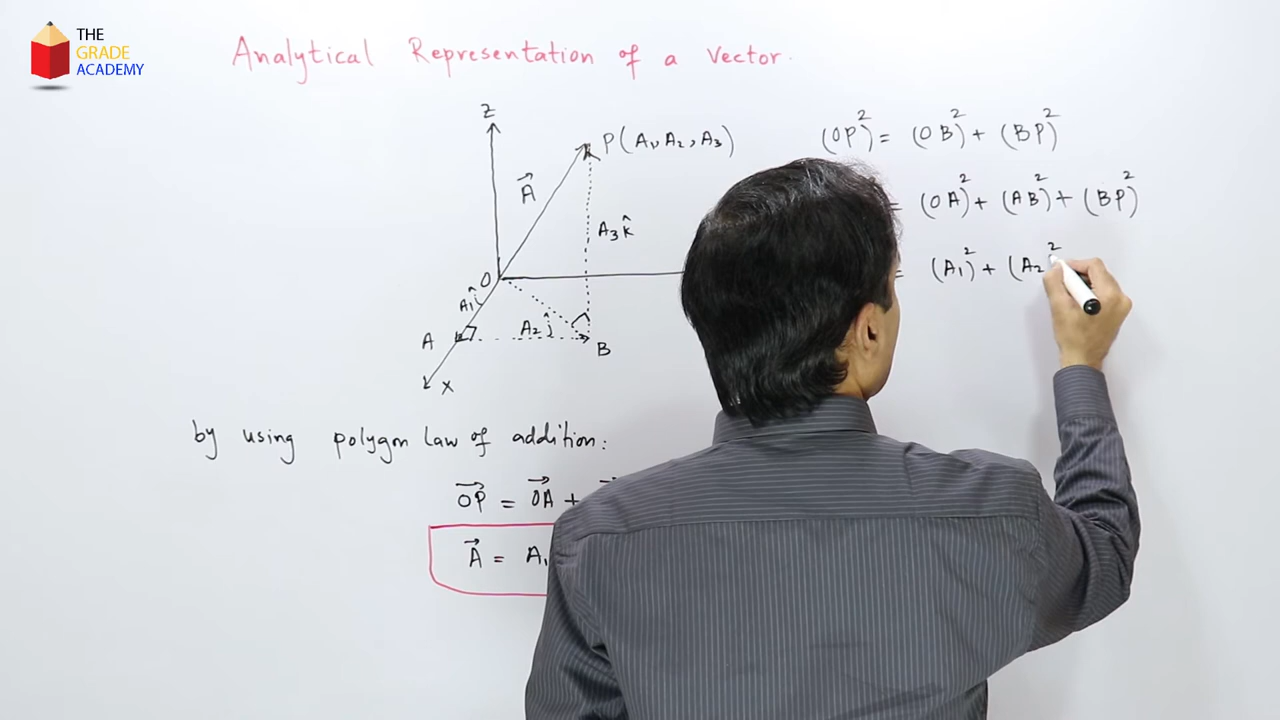 THE
GRADE
ACADEMY
Analytical Representation of a Vector.
Z
P(A₁, A₂, A₃)
A⃗
A₃k̂
O
A₁î
A
A₂ĵ
B
X
(OP)² = (OB)² + (BP)²
= (OA)² + (AB)² + (BP)²
= (A₁)² + (A₂)²
by using polygon law of addition:
OP⃗ = OA⃗ +
A⃗ = A₁